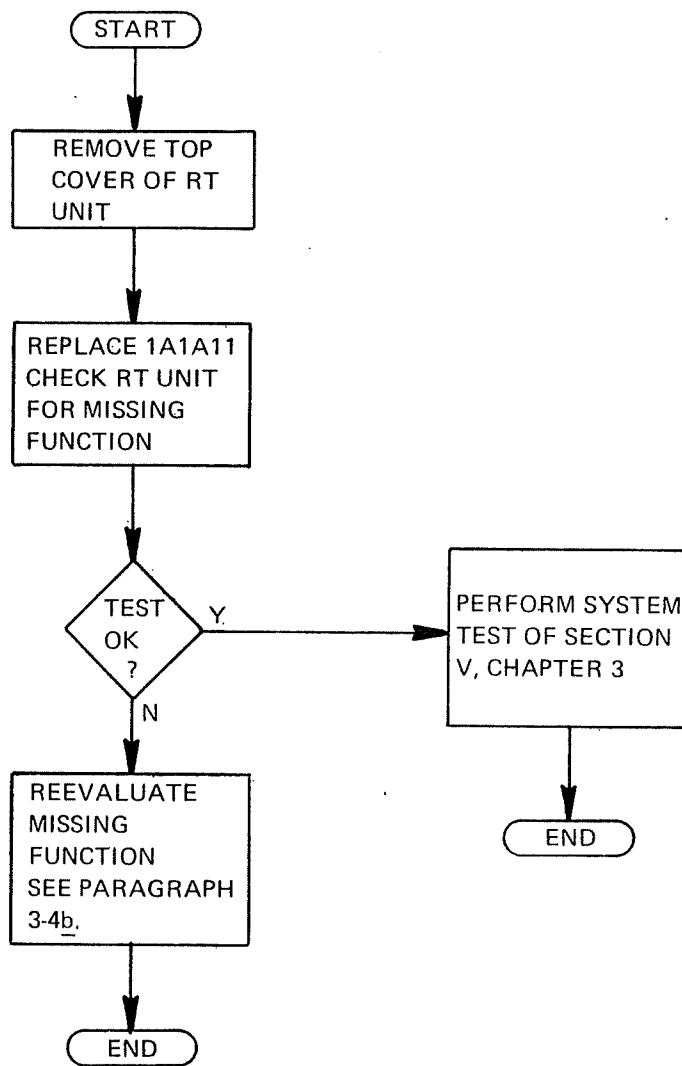 START
REMOVE TOP
COVER OF RT
UNIT
REPLACE 1A1A11
CHECK RT UNIT
FOR MISSING
FUNCTION
TEST
OK
?
Y
N
PERFORM SYSTEM
TEST OF SECTION
V, CHAPTER 3
END
REEVALUATE
MISSING
FUNCTION
SEE PARAGRAPH
3-4b.
END